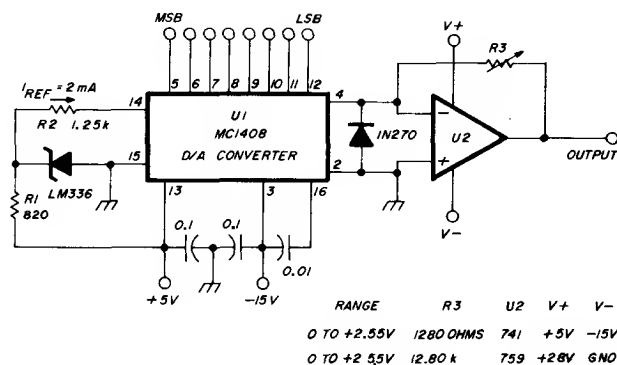 MSB LSB
V+
R3
5 6 7 8 9 10 11 12
IREF = 2mA
14
4
R2 1.25k
U1
MC1408
D/A CONVERTER
1N270
−
U2
+
OUTPUT
15
2
LM336
R1
820
13
3
16
0.1
0.1
0.01
V-
+5V
-15V
RANGE R3 U2 V+ V-
0 TO +2.55V 1280 OHMS 741 +5V -15V
0 TO +2 5.5V 12.80 k 759 +28V GND